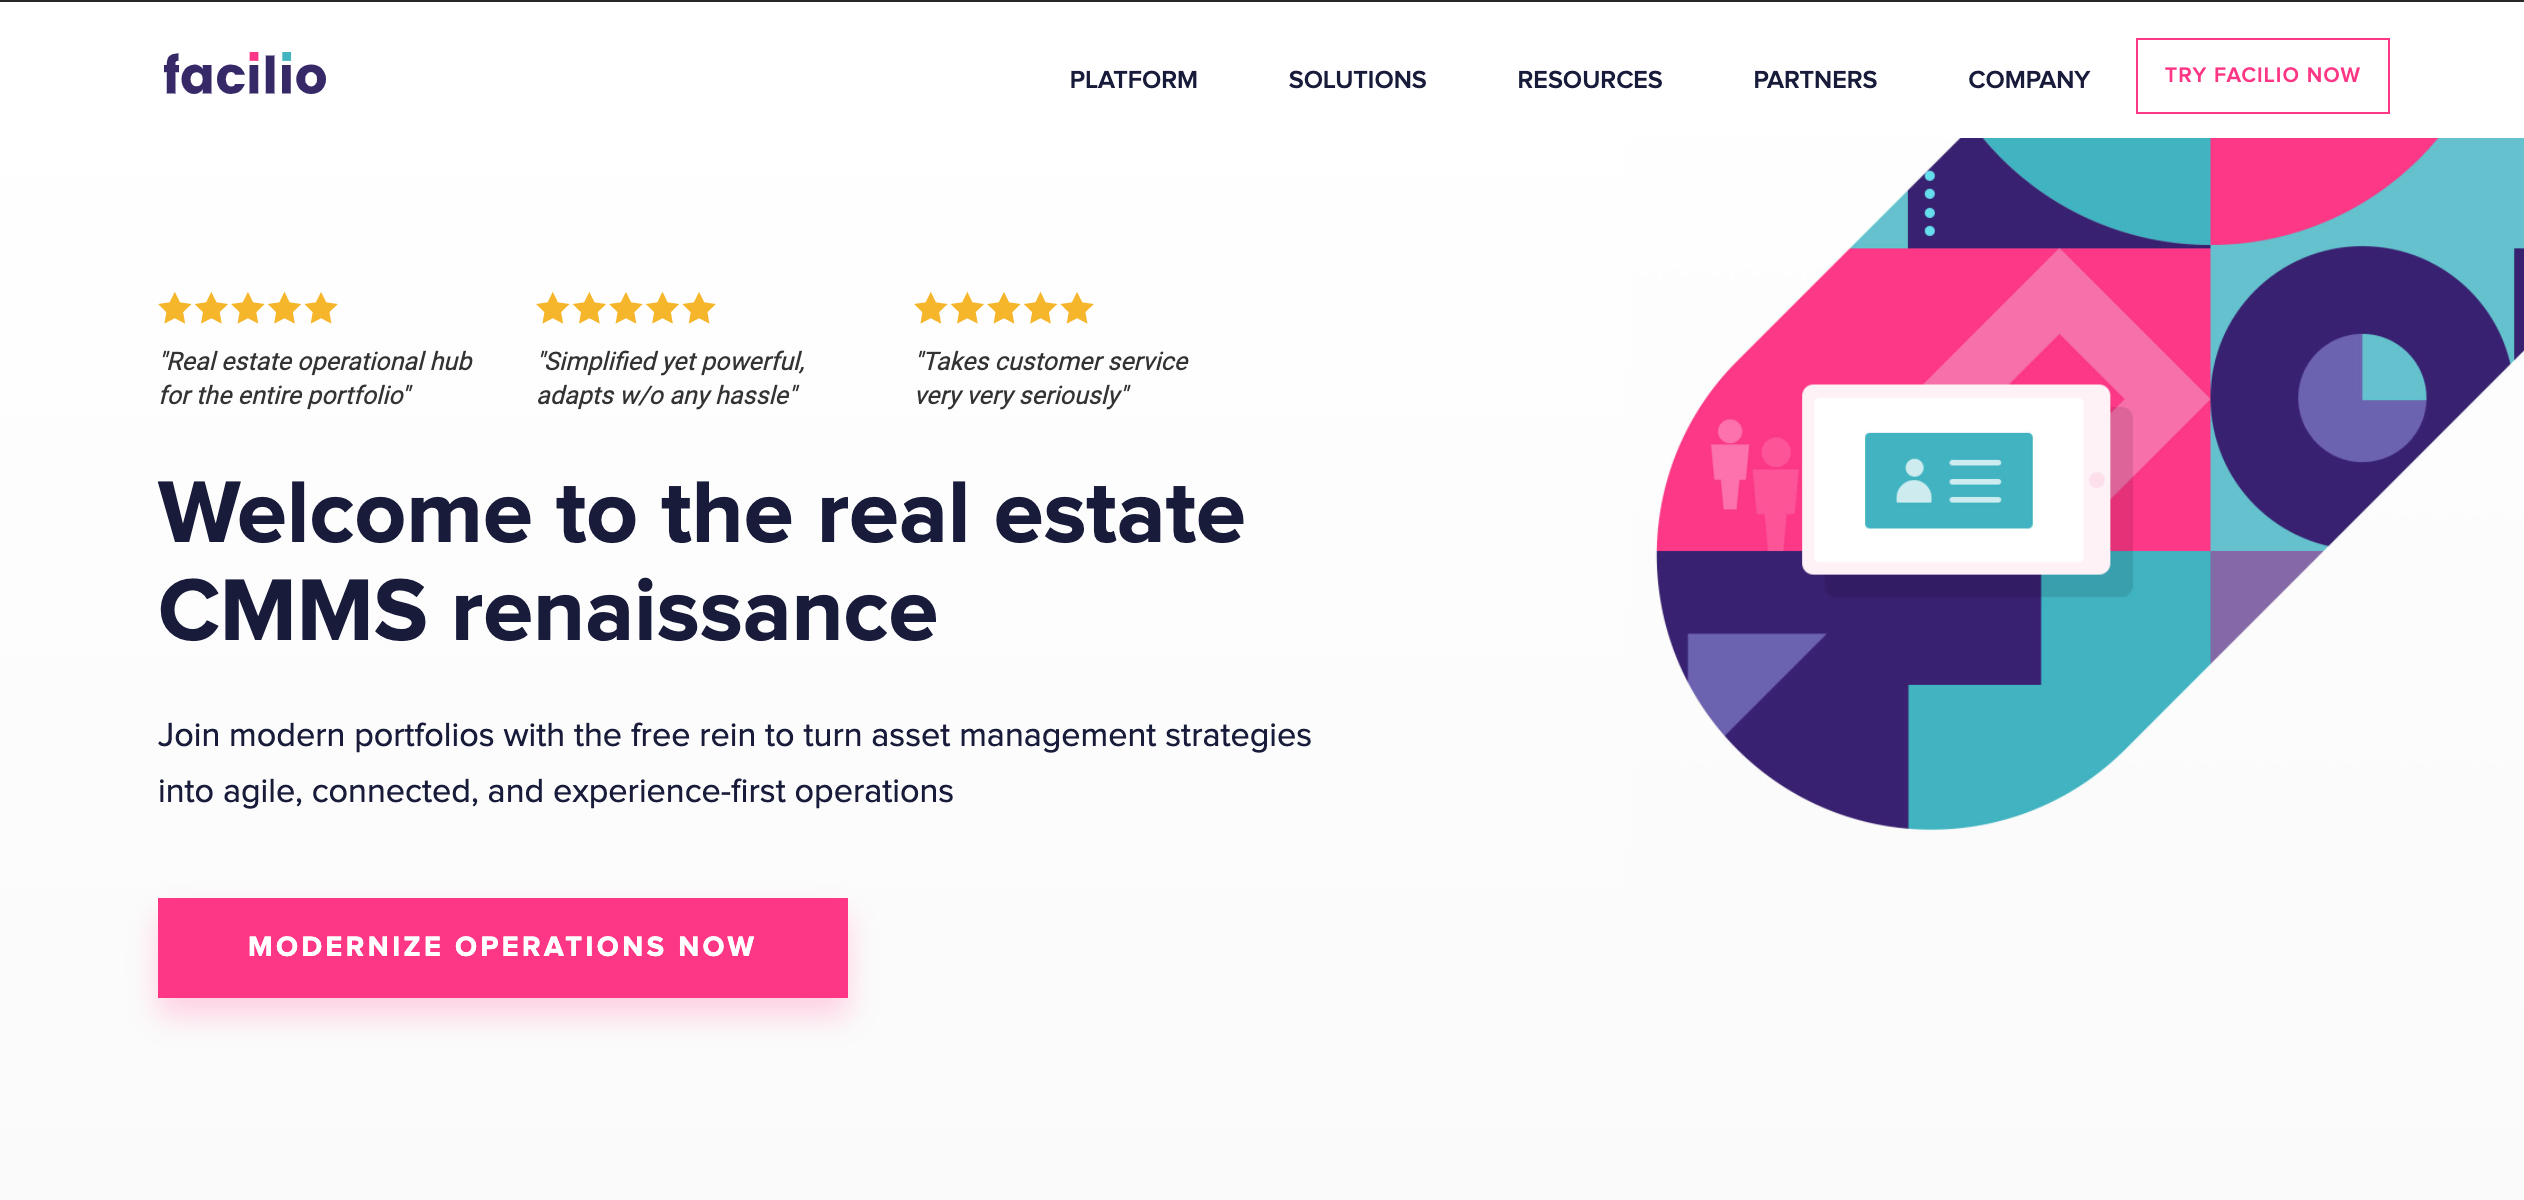 facilio
PLATFORM
SOLUTIONS
RESOURCES
PARTNERS
COMPANY
TRY FACILIO NOW
"Real estate operational hub
for the entire portfolio"
"Simplified yet powerful,
adapts w/o any hassle"
"Takes customer service
very very seriously"
Welcome to the real estate
CMMS renaissance
Join modern portfolios with the free rein to turn asset management strategies
into agile, connected, and experience-first operations
MODERNIZE OPERATIONS NOW